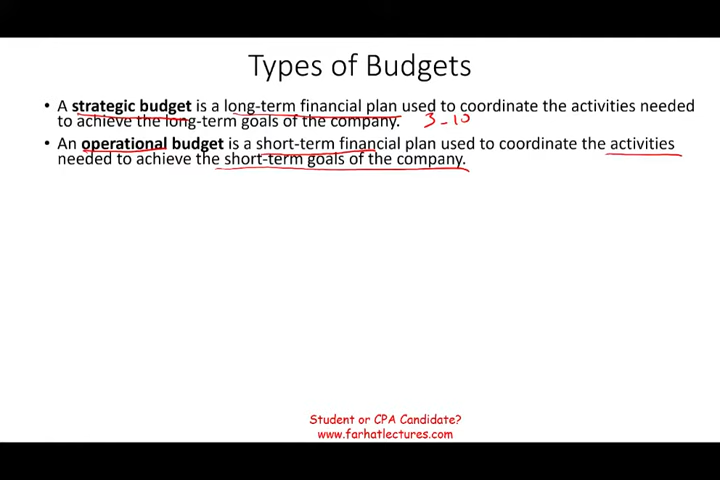 Types of Budgets
• A strategic budget is a long-term financial plan used to coordinate the activities needed
to achieve the long-term goals of the company. 3-10
• An operational budget is a short-term financial plan used to coordinate the activities
needed to achieve the short-term goals of the company.
Student or CPA Candidate?
www.farhatlectures.com